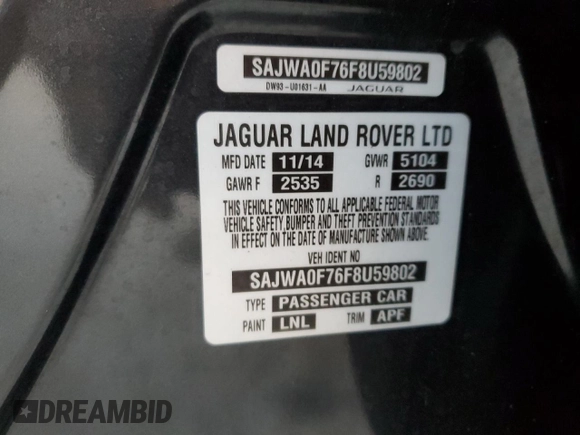 SAJWA0F76F8U59802
DW93-U01631-AA JAGUAR
JAGUAR LAND ROVER LTD
MFD DATE 11/14 GVWR 5104
GAWR F 2535 R 2690
THIS VEHICLE CONFORMS TO ALL APPLICABLE FEDERAL MOTOR
VEHICLE SAFETY, BUMPER AND THEFT PREVENTION STANDARDS
IN EFFECT ON THE DATE OF MANUFACTURE SHOWN ABOVE.
VEH IDENT NO
SAJWA0F76F8U59802
TYPE PASSENGER CAR
PAINT LNL TRIM APF
DREAMBID